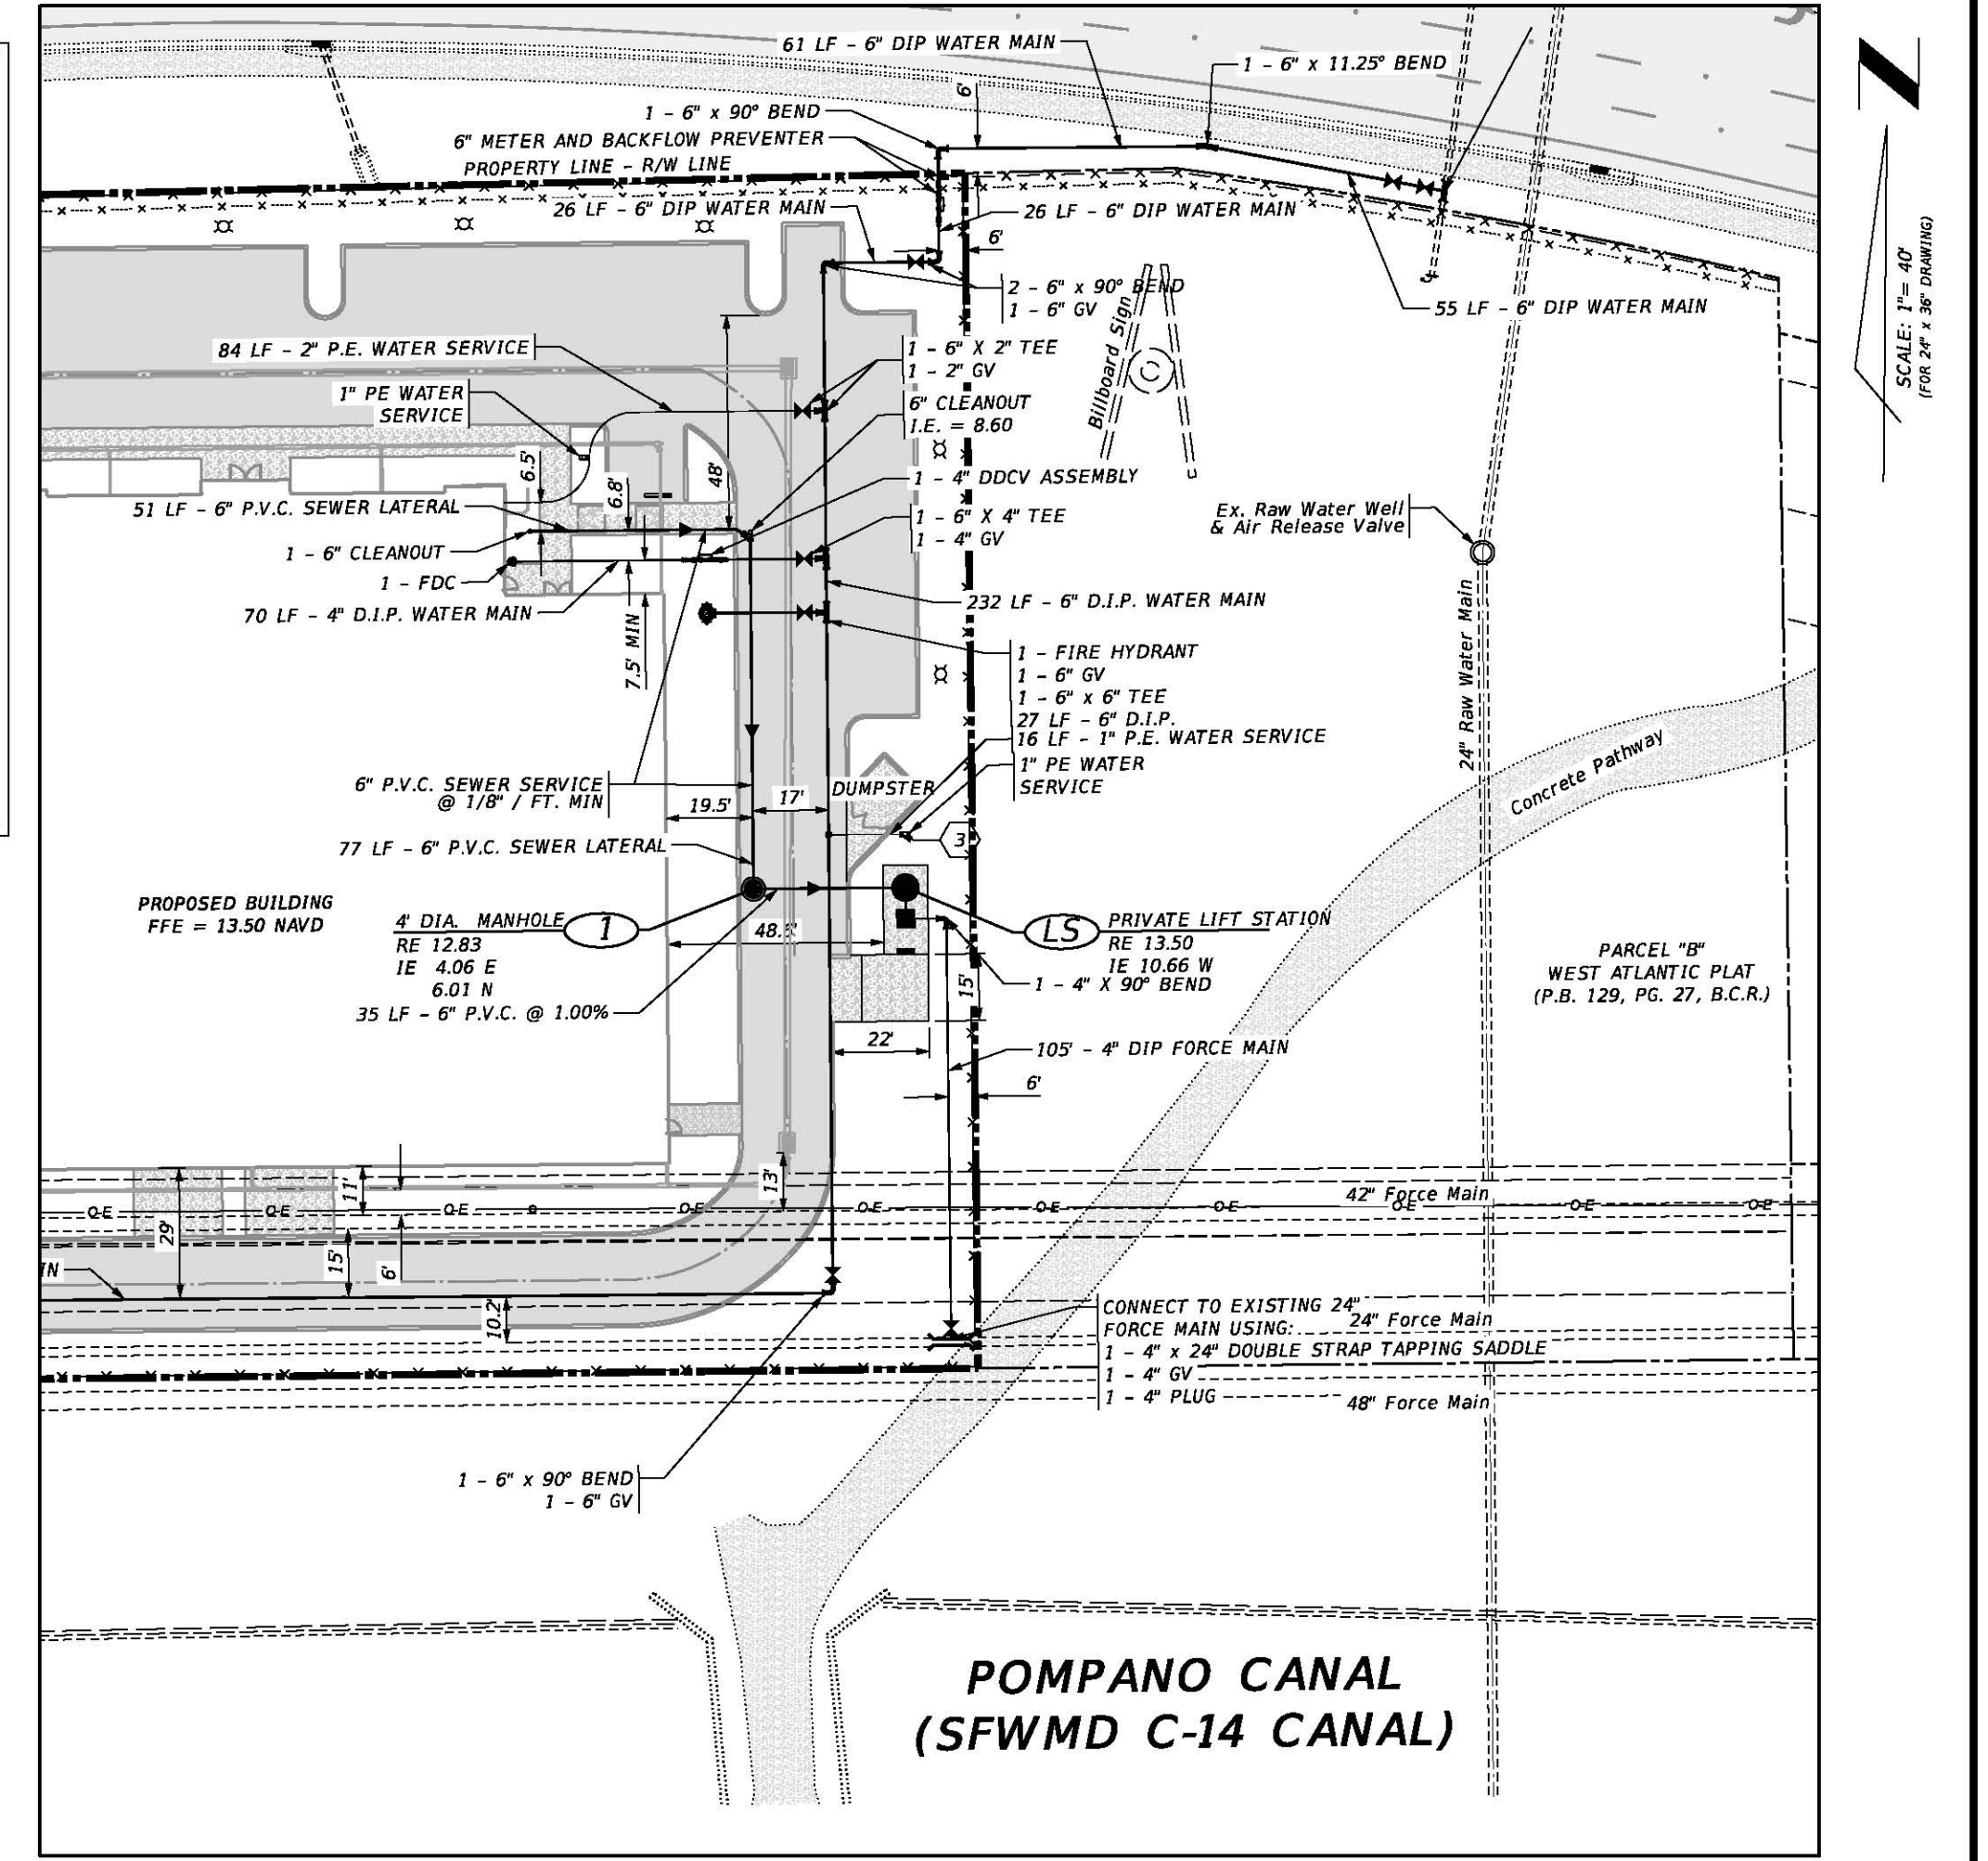 61 LF - 6" DIP WATER MAIN
1 - 6" x 11.25° BEND
6'
1 - 6" x 90° BEND
6" METER AND BACKFLOW PREVENTER
PROPERTY LINE - R/W LINE
26 LF - 6" DIP WATER MAIN
26 LF - 6" DIP WATER MAIN
6'
2 - 6" x 90° BEND
1 - 6" GV
55 LF - 6" DIP WATER MAIN
SCALE: 1"= 40'
(FOR 24" x 36" DRAWING)
Billboard Sign
84 LF - 2" P.E. WATER SERVICE
1 - 6" X 2" TEE
1 - 2" GV
1" PE WATER
SERVICE
6" CLEANOUT
I.E. = 8.60
6.5'
6.8'
48'
1 - 4" DDCV ASSEMBLY
51 LF - 6" P.V.C. SEWER LATERAL
1 - 6" X 4" TEE
1 - 4" GV
Ex. Raw Water Well
& Air Release Valve
1 - 6" CLEANOUT
1 - FDC
70 LF - 4" D.I.P. WATER MAIN
232 LF - 6" D.I.P. WATER MAIN
7.5' MIN
24" Raw Water Main
1 - FIRE HYDRANT
1 - 6" GV
1 - 6" x 6" TEE
27 LF - 6" D.I.P.
16 LF - 1" P.E. WATER SERVICE
1" PE WATER
SERVICE
Concrete Pathway
6" P.V.C. SEWER SERVICE
@ 1/8" / FT. MIN
19.5'
17'
DUMPSTER
3
77 LF - 6" P.V.C. SEWER LATERAL
PROPOSED BUILDING
FFE = 13.50 NAVD
4' DIA. MANHOLE
1
RE 12.83
IE 4.06 E
6.01 N
35 LF - 6" P.V.C. @ 1.00%
LS
PRIVATE LIFT STATION
RE 13.50
IE 10.66 W
1 - 4" X 90° BEND
15'
22'
PARCEL "B"
WEST ATLANTIC PLAT
(P.B. 129, PG. 27, B.C.R.)
105' - 4" DIP FORCE MAIN
6'
13'
11'
29'
15'
6'
10.2'
OE OE OE OE OE OE OE OE OE OE
42" Force Main
IN
CONNECT TO EXISTING 24"
FORCE MAIN USING:
24" Force Main
1 - 4" x 24" DOUBLE STRAP TAPPING SADDLE
1 - 4" GV
1 - 4" PLUG
48" Force Main
1 - 6" x 90° BEND
1 - 6" GV
POMPANO CANAL
(SFWMD C-14 CANAL)